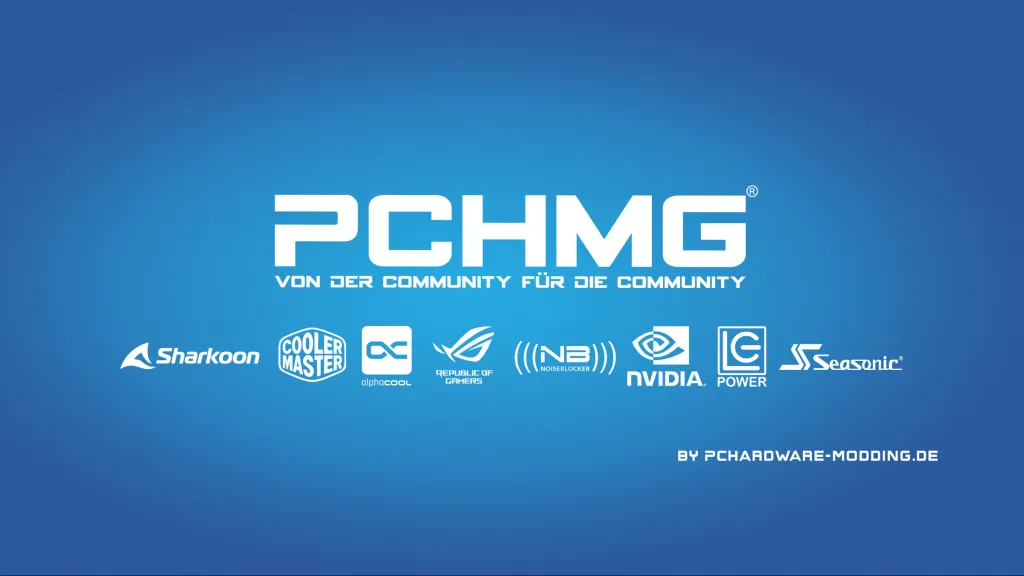 PCHMG®
VON DER COMMUNITY FÜR DIE COMMUNITY
Sharkoon
COOLER
MASTER
alphacool
REPUBLIC OF
GAMERS
NB
NOISEBLOCKER
NVIDIA.
LC
POWER
Seasonic®
BY PCHARDWARE-MODDING.DE